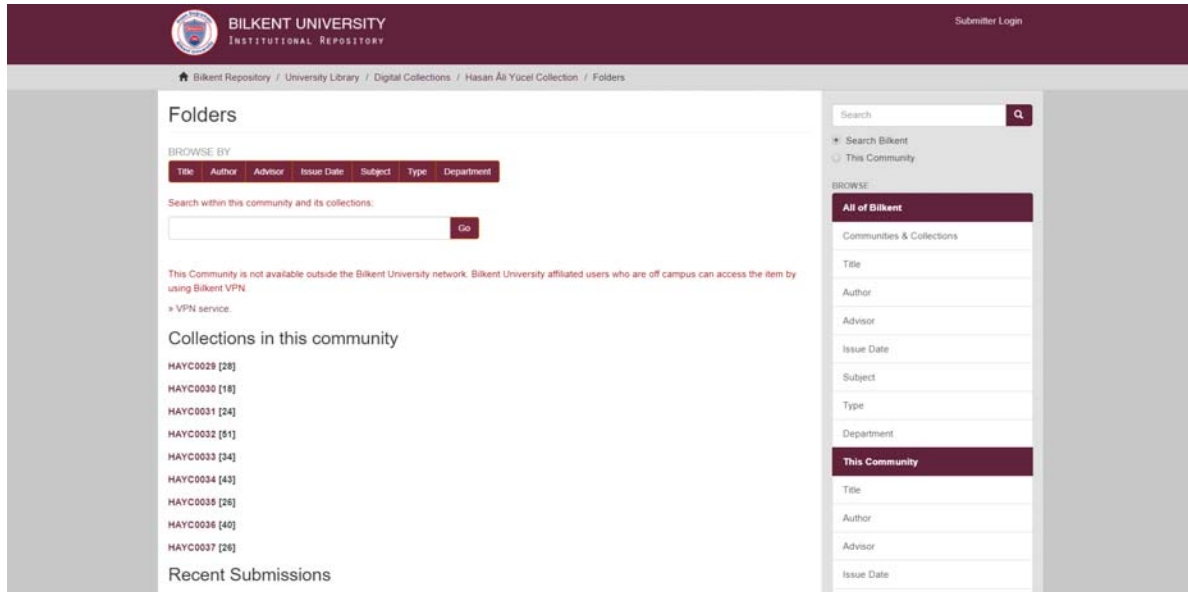 BILKENT UNIVERSITY
INSTITUTIONAL REPOSITORY
Submitter Login
Bilkent Repository / University Library / Digital Collections / Hasan Âli Yücel Collection / Folders
Folders
BROWSE BY
Title Author Advisor Issue Date Subject Type Department
Search within this community and its collections:
Go
This Community is not available outside the Bilkent University network. Bilkent University affiliated users who are off campus can access the item by
using Bilkent VPN.
» VPN service.
Collections in this community
HAYC0029 [28]
HAYC0030 [18]
HAYC0031 [24]
HAYC0032 [51]
HAYC0033 [34]
HAYC0034 [43]
HAYC0035 [26]
HAYC0036 [40]
HAYC0037 [26]
Recent Submissions
Search
Search Bilkent
This Community
BROWSE
All of Bilkent
Communities & Collections
Title
Author
Advisor
Issue Date
Subject
Type
Department
This Community
Title
Author
Advisor
Issue Date